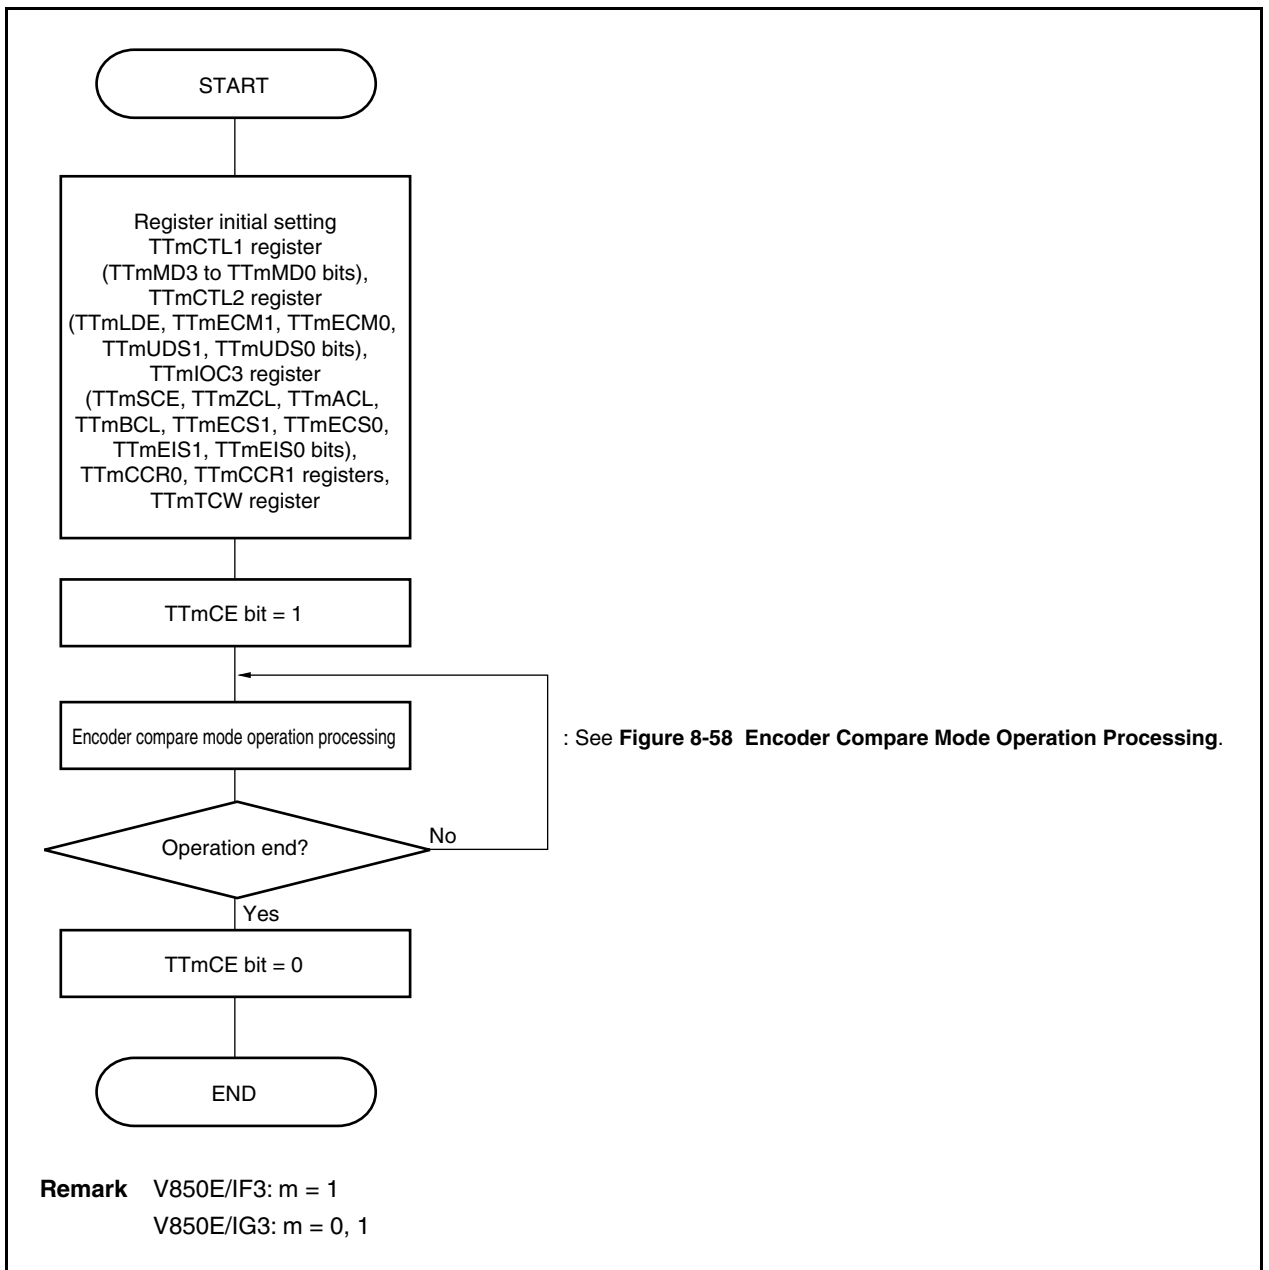 START
Register initial setting
TTmCTL1 register
(TTmMD3 to TTmMD0 bits),
TTmCTL2 register
(TTmLDE, TTmECM1, TTmECM0,
TTmUDS1, TTmUDS0 bits),
TTmIOC3 register
(TTmSCE, TTmZCL, TTmACL,
TTmBCL, TTmECS1, TTmECS0,
TTmEIS1, TTmEIS0 bits),
TTmCCR0, TTmCCR1 registers,
TTmTCW register
TTmCE bit = 1
Encoder compare mode operation processing
: See Figure 8-58 Encoder Compare Mode Operation Processing.
Operation end?
No
Yes
TTmCE bit = 0
END
Remark V850E/IF3: m = 1
V850E/IG3: m = 0, 1